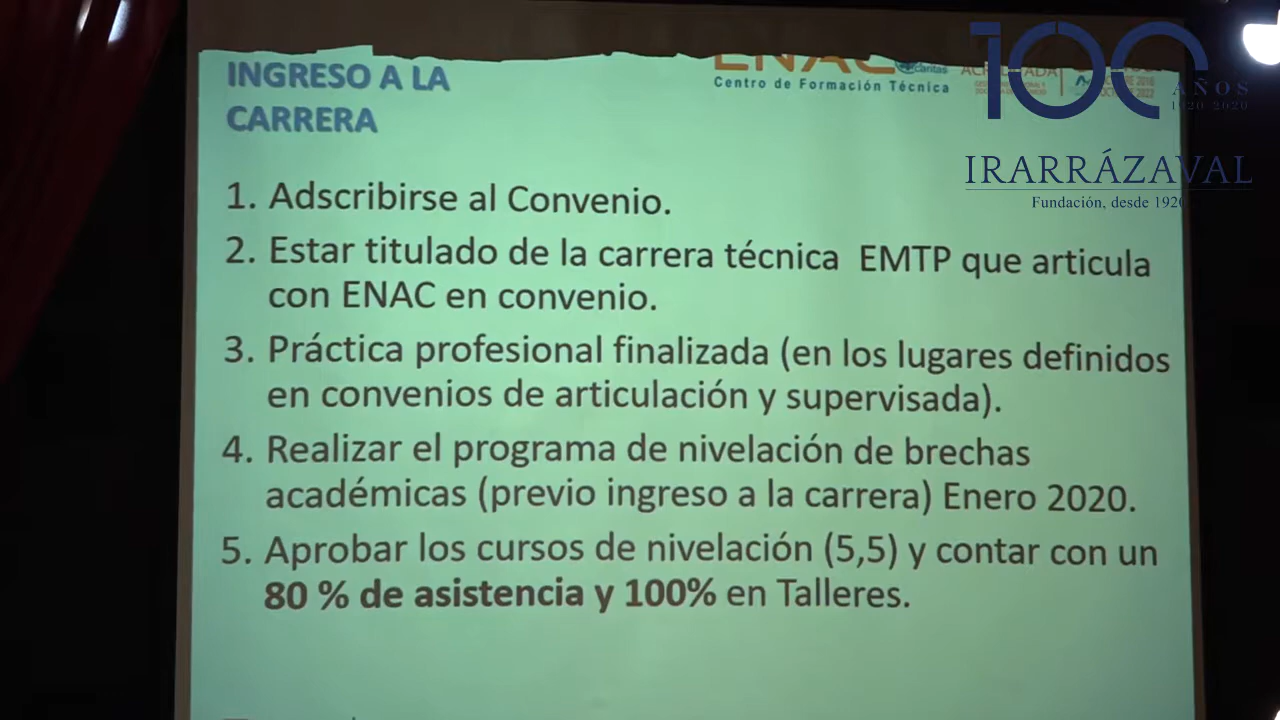 INGRESO A LA
CARRERA
ENAC
Cáritas
Centro de Formación Técnica
100
AÑOS
1920-2020
IRARRÁZAVAL
Fundación, desde 1920
1. Adscribirse al Convenio.
2. Estar titulado de la carrera técnica EMTP que articula
con ENAC en convenio.
3. Práctica profesional finalizada (en los lugares definidos
en convenios de articulación y supervisada).
4. Realizar el programa de nivelación de brechas
académicas (previo ingreso a la carrera) Enero 2020.
5. Aprobar los cursos de nivelación (5,5) y contar con un
80 % de asistencia y 100% en Talleres.